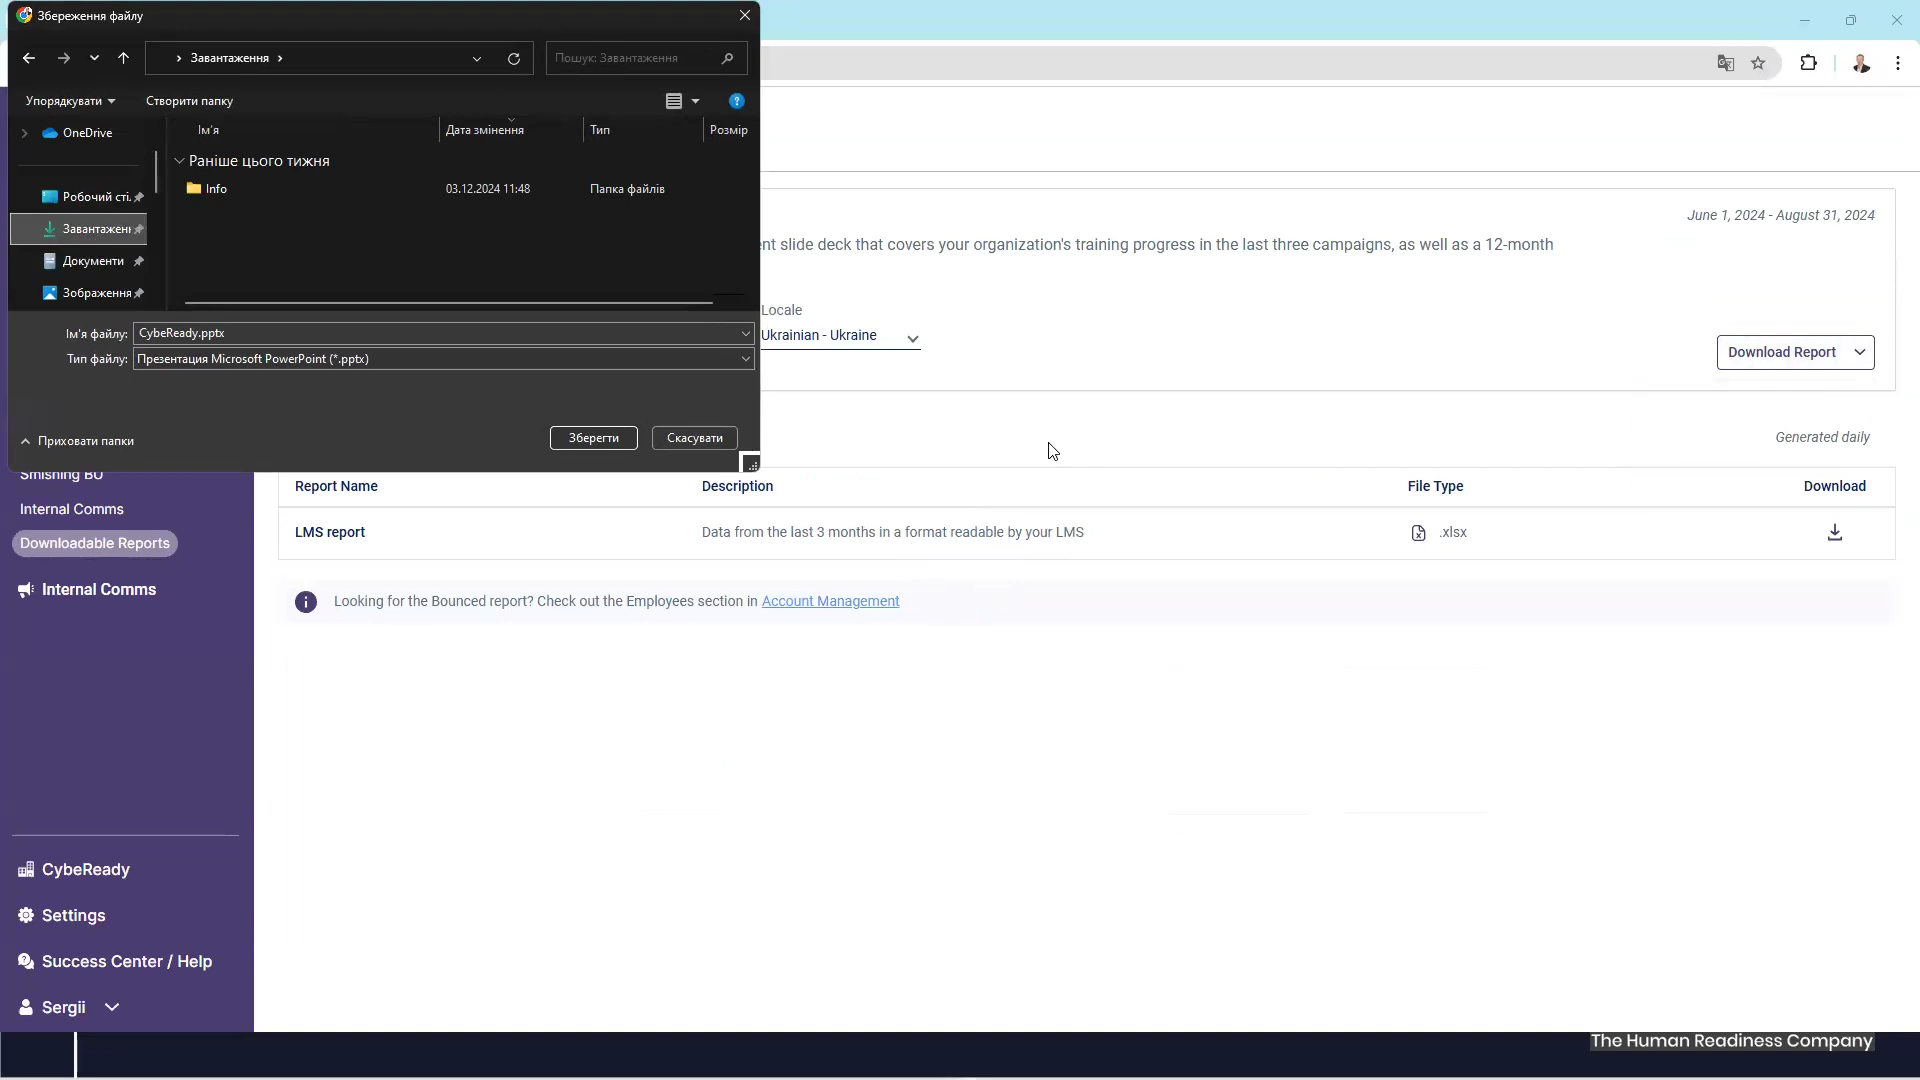 Збереження файлу
Завантаження
Пошук: Завантаження
Упорядкувати
Створити папку
OneDrive
Робочий сті.
Завантажен
Документи
Зображення
Ім'я Дата змінення Тип Розмір
Раніше цього тижня
Info 03.12.2024 11:48 Папка файлів
Ім'я файлу: CybeReady.pptx
Тип файлу: Презентація Microsoft PowerPoint (*.pptx)
Приховати папки
Зберегти
Скасувати
June 1, 2024 - August 31, 2024
nt slide deck that covers your organization's training progress in the last three campaigns, as well as a 12-month
Locale
Ukrainian - Ukraine
Download Report
Generated daily
Smishing BU
Internal Comms
Downloadable Reports
Internal Comms
CybeReady
Settings
Success Center / Help
Sergii
Report Name Description File Type Download
LMS report Data from the last 3 months in a format readable by your LMS .xlsx
Looking for the Bounced report? Check out the Employees section in Account Management
The Human Readiness Company